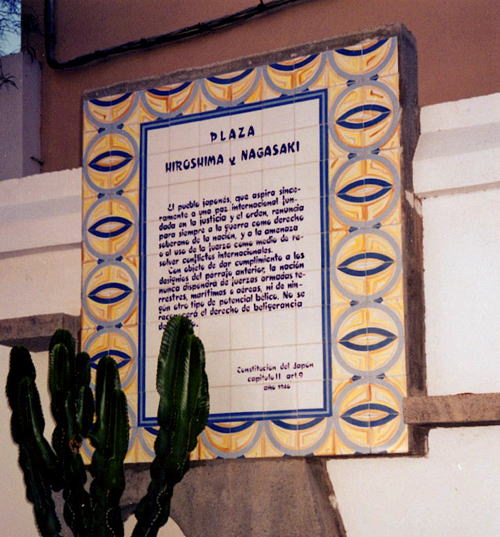 PLAZA
HIROSHIMA y NAGASAKI
El pueblo japonés, que aspira since-
ramente a una paz internacional fun-
dada en la justicia y el orden, renuncia
para siempre a la guerra como derecho
soberano de la nación, y a la amenaza
o al uso de la fuerza como medio de re-
solver conflictos internacionales.
Con objeto de dar cumplimiento a los
designios del párrafo anterior, la nación
nunca dispondrá de fuerzas armadas te-
rrestres, marítimas o aéreas, ni de nin-
gún otro tipo de potencial bélico. No se
reconocerá el derecho de beligerancia
Constitución del Japón
capitulo II art. 9
año 1946